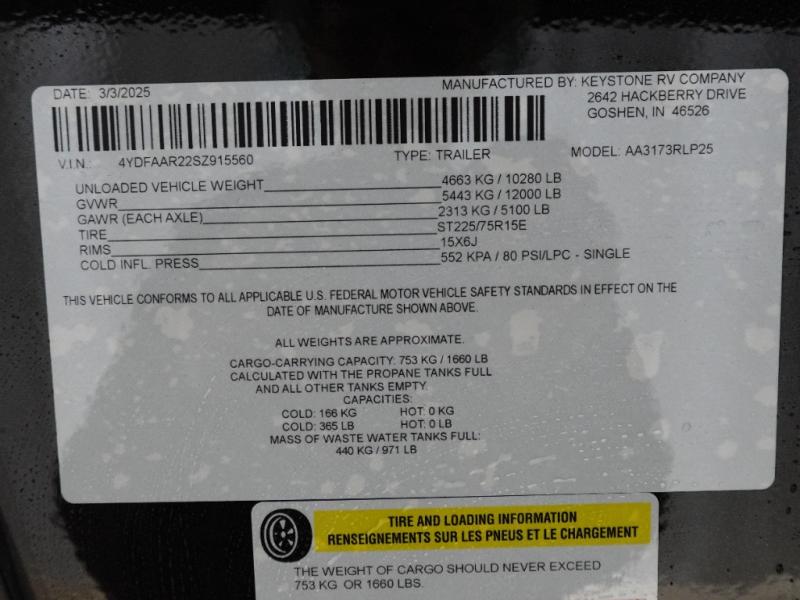 DATE: 3/3/2025
MANUFACTURED BY: KEYSTONE RV COMPANY
2642 HACKBERRY DRIVE
GOSHEN, IN 46526
V.I.N.: 4YDFAAR22SZ915560 TYPE: TRAILER MODEL: AA3173RLP25
UNLOADED VEHICLE WEIGHT 4663 KG / 10280 LB
GVWR 5443 KG / 12000 LB
GAWR (EACH AXLE) 2313 KG / 5100 LB
TIRE ST225/75R15E
RIMS 15X6J
COLD INFL. PRESS 552 KPA / 80 PSI/LPC - SINGLE
THIS VEHICLE CONFORMS TO ALL APPLICABLE U.S. FEDERAL MOTOR VEHICLE SAFETY STANDARDS IN EFFECT ON THE
DATE OF MANUFACTURE SHOWN ABOVE.
ALL WEIGHTS ARE APPROXIMATE.
CARGO-CARRYING CAPACITY: 753 KG / 1660 LB
CALCULATED WITH THE PROPANE TANKS FULL
AND ALL OTHER TANKS EMPTY.
CAPACITIES:
COLD: 166 KG HOT: 0 KG
COLD: 365 LB HOT: 0 LB
MASS OF WASTE WATER TANKS FULL:
440 KG / 971 LB
TIRE AND LOADING INFORMATION
RENSEIGNEMENTS SUR LES PNEUS ET LE CHARGEMENT
THE WEIGHT OF CARGO SHOULD NEVER EXCEED
753 KG OR 1660 LBS.